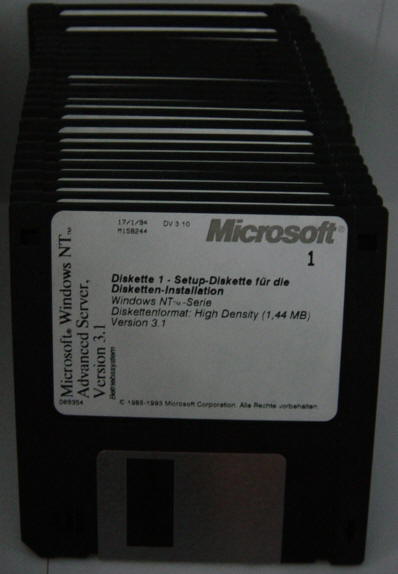 17/1/94 DV 3 10
M158244
Microsoft®
1
Diskette 1 - Setup-Diskette für die
Disketten-Installation
Windows NT™-Serie
Diskettenformat: High Density (1,44 MB)
Version 3.1
Microsoft® Windows NT™
Advanced Server,
Version 3.1
Betriebssystem
D89354
© 1985-1993 Microsoft Corporation. Alle Rechte vorbehalten.